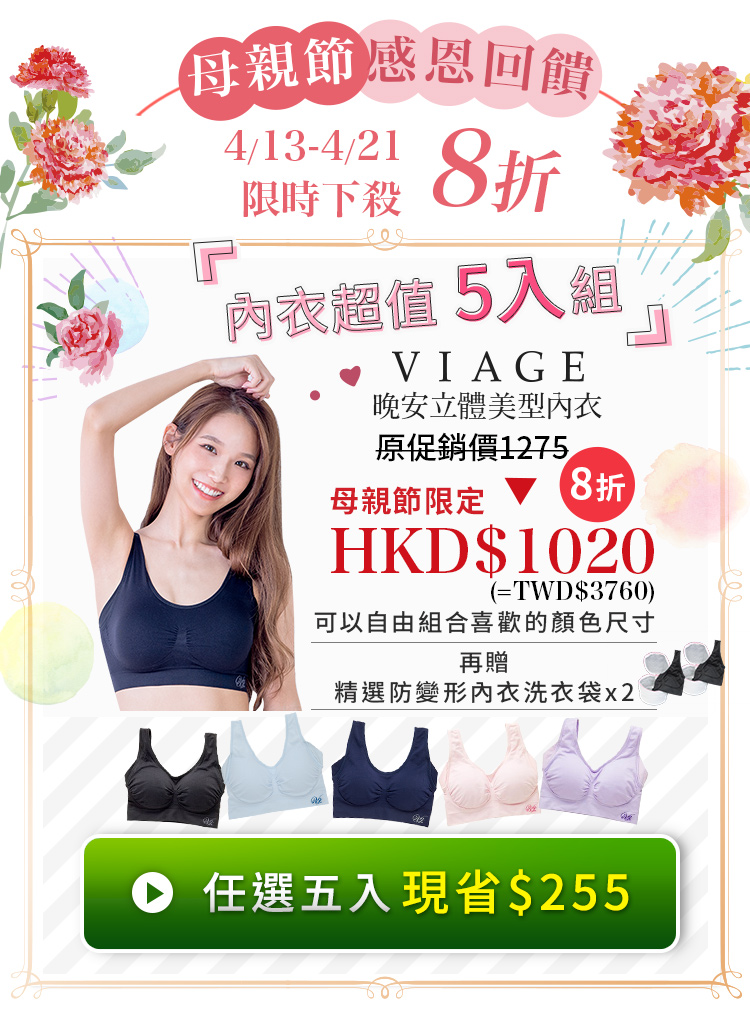 母親節感恩回饋
4/13-4/21
限時下殺
8折
『內衣超值5入組』
VIAGE
晚安立體美型內衣
原促銷價1275
母親節限定▼8折
HKD$1020
(=TWD$3760)
可以自由組合喜歡的顏色尺寸
再贈
精選防變形內衣洗衣袋x2
任選五入現省$255